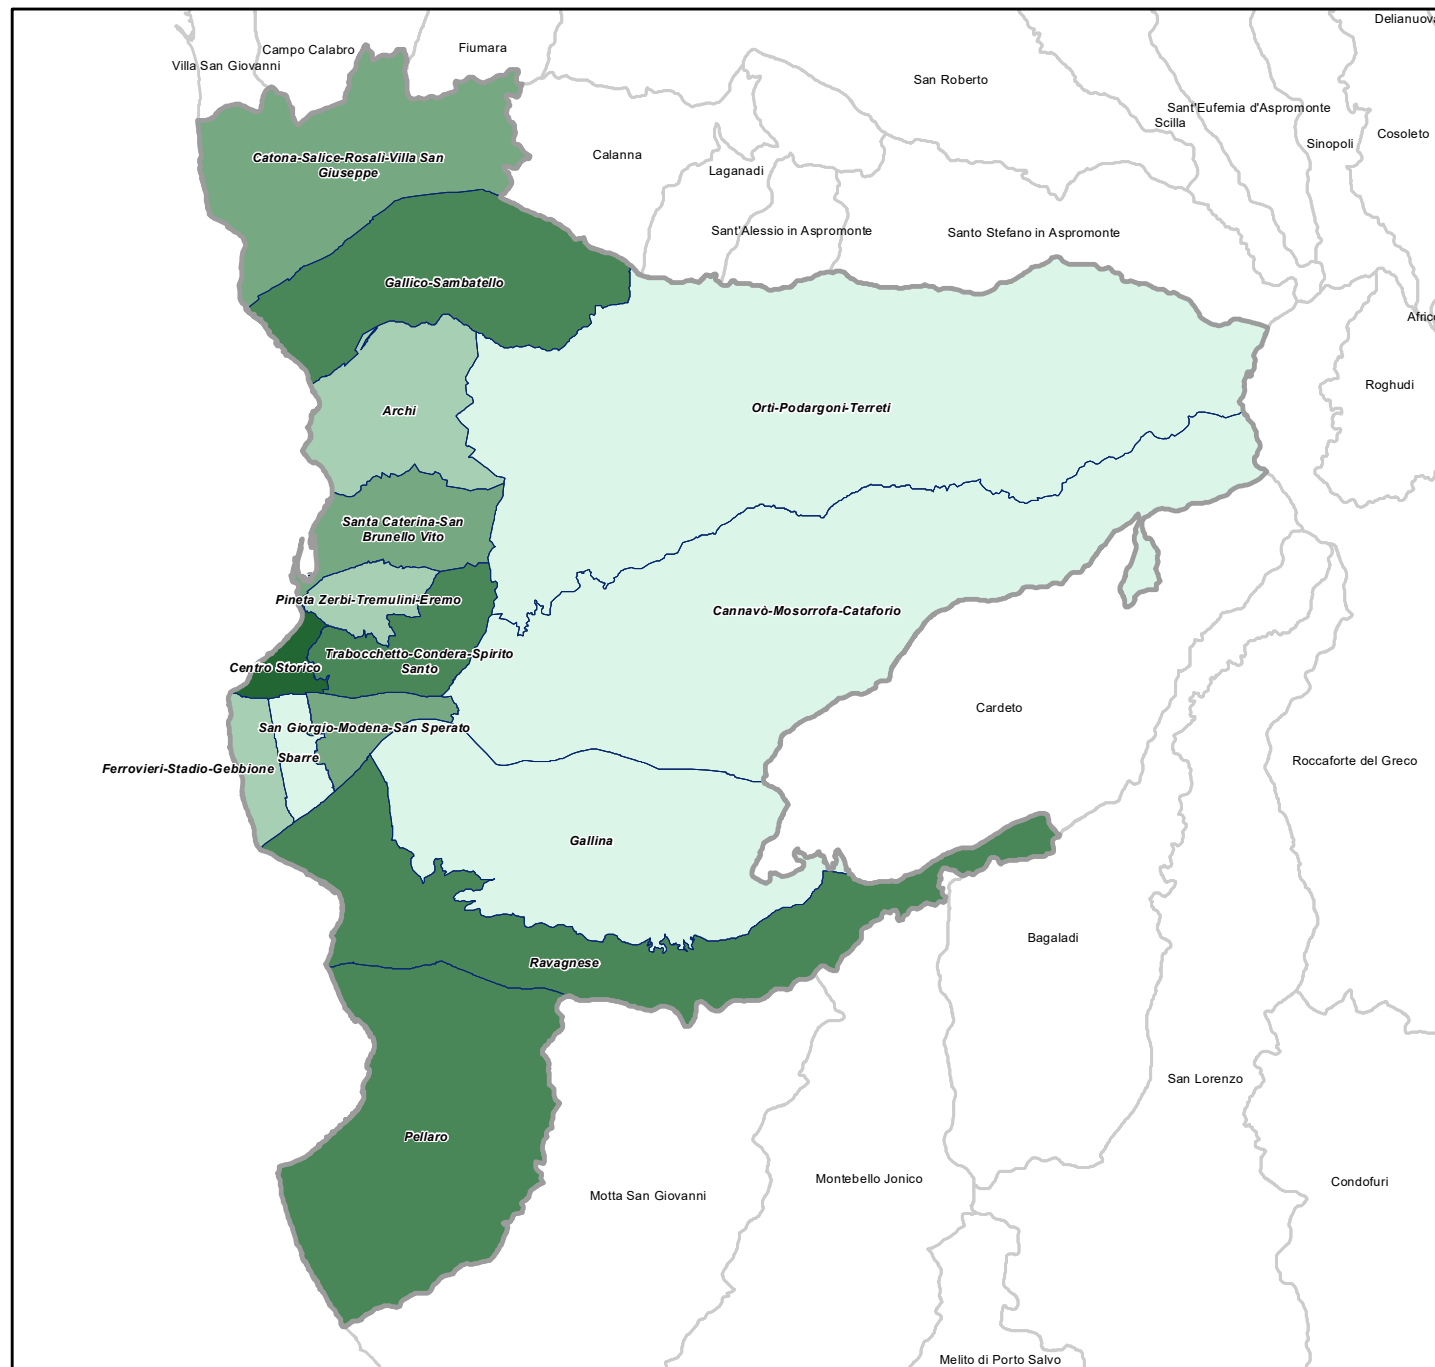 Delianuova
Campo Calabro
Fiumara
Villa San Giovanni
San Roberto
Sant'Eufemia d'Aspromonte
Scilla
Cosoleto
Sinopoli
Calanna
Catona-Salice-Rosali-Villa San
Giuseppe
Laganadi
Sant'Alessio in Aspromonte
Santo Stefano in Aspromonte
Gallico-Sambatello
Africo
Roghudi
Archi
Orti-Podargoni-Terreti
Santa Caterina-San
Brunello Vito
Pineta Zerbi-Tremulini-Eremo
Cannavò-Mosorrofa-Cataforio
Trabocchetto-Condera-Spirito
Santo
Centro Storico
Cardeto
San Giorgio-Modena-San Sperato
Sbarre
Ferrovieri-Stadio-Gebbione
Roccaforte del Greco
Gallina
Bagaladi
Ravagnese
San Lorenzo
Pellaro
Montebello Jonico
Condofuri
Motta San Giovanni
Melito di Porto Salvo